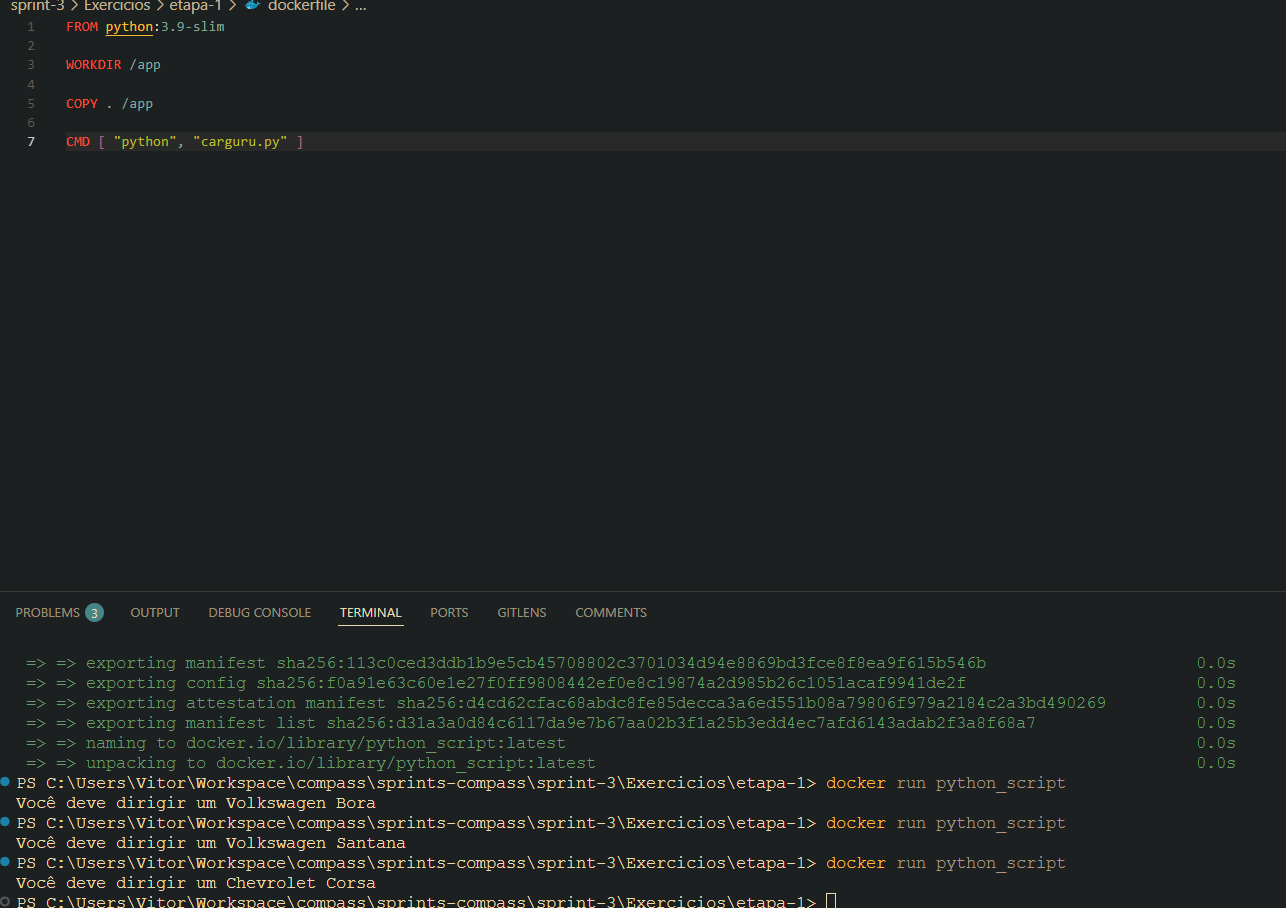 sprint-3 > Exercicios > etapa-1 > dockerfile > ...
1 FROM python:3.9-slim
2
3 WORKDIR /app
4
5 COPY . /app
6
7 CMD [ "python", "carguru.py" ]
PROBLEMS 3 OUTPUT DEBUG CONSOLE TERMINAL PORTS GITLENS COMMENTS
=> => exporting manifest sha256:113c0ced3ddb1b9e5cb45708802c3701034d94e8869bd3fce8f8ea9f615b546b 0.0s
=> => exporting config sha256:f0a91e63c60e1e27f0ff9808442ef0e8c19874a2d985b26c1051acaf9941de2f 0.0s
=> => exporting attestation manifest sha256:d4cd62cfac68abdc8fe85decca3a6ed551b08a79806f979a2184c2a3bd490269 0.0s
=> => exporting manifest list sha256:d31a3a0d84c6117da9e7b67aa02b3f1a25b3edd4ec7afd6143adab2f3a8f68a7 0.0s
=> => naming to docker.io/library/python_script:latest 0.0s
=> => unpacking to docker.io/library/python_script:latest 0.0s
PS C:\Users\Vitor\Workspace\compass\sprints-compass\sprint-3\Exercicios\etapa-1> docker run python_script
Você deve dirigir um Volkswagen Bora
PS C:\Users\Vitor\Workspace\compass\sprints-compass\sprint-3\Exercicios\etapa-1> docker run python_script
Você deve dirigir um Volkswagen Santana
PS C:\Users\Vitor\Workspace\compass\sprints-compass\sprint-3\Exercicios\etapa-1> docker run python_script
Você deve dirigir um Chevrolet Corsa
PS C:\Users\Vitor\Workspace\compass\sprints-compass\sprint-3\Exercicios\etapa-1>